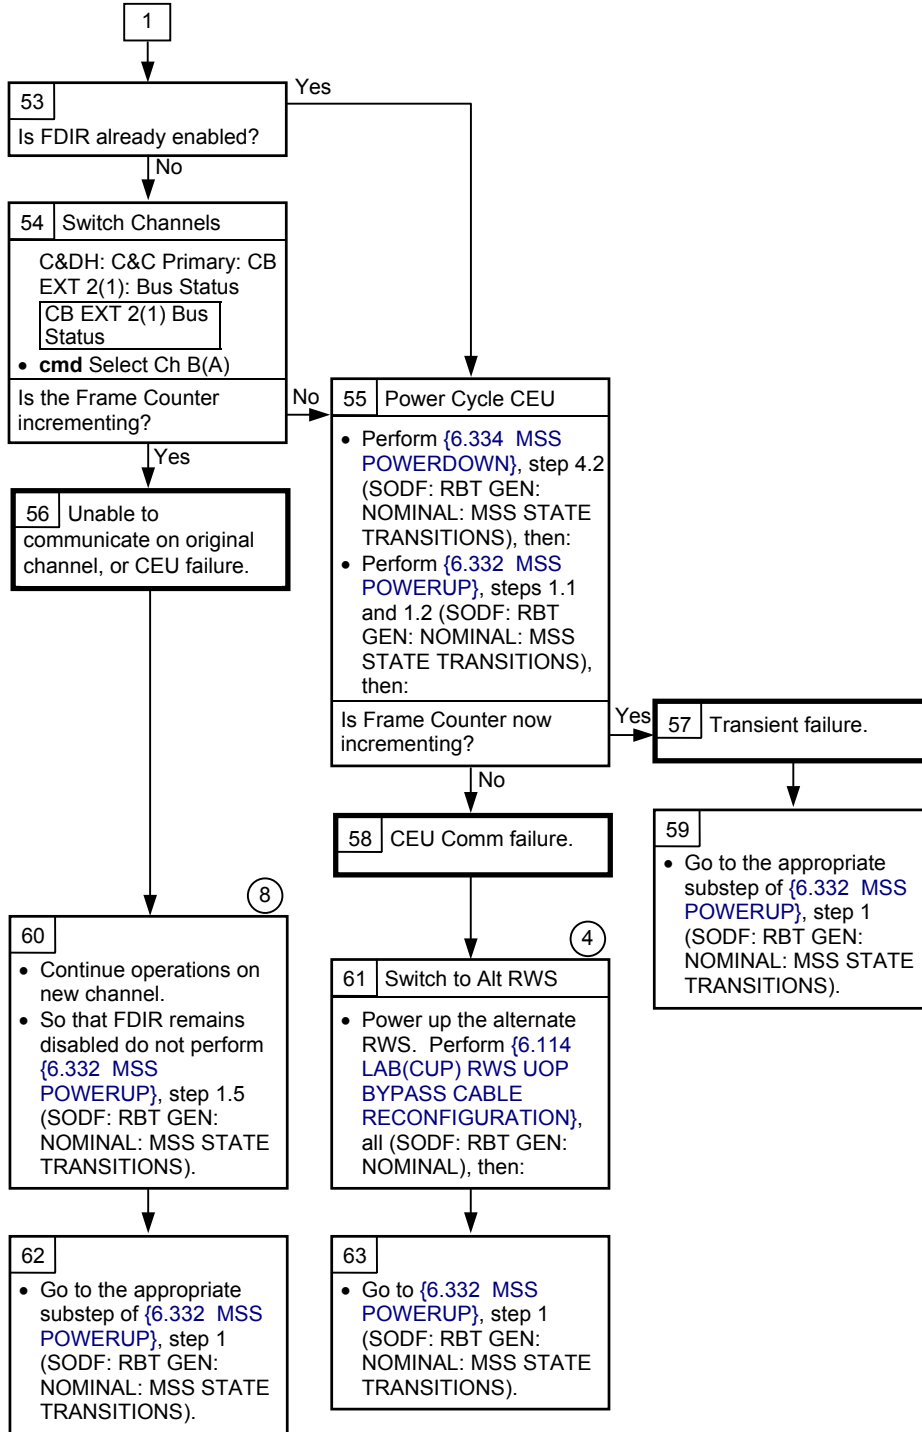 1
53
Is FDIR already enabled?
Yes
No
54 Switch Channels
C&DH: C&C Primary: CB
EXT 2(1): Bus Status
CB EXT 2(1) Bus
Status
• cmd Select Ch B(A)
Is the Frame Counter
incrementing?
No
Yes
55 Power Cycle CEU
• Perform {6.334 MSS
POWERDOWN}, step 4.2
(SODF: RBT GEN:
NOMINAL: MSS STATE
TRANSITIONS), then:
• Perform {6.332 MSS
POWERUP}, steps 1.1
and 1.2 (SODF: RBT
GEN: NOMINAL: MSS
STATE TRANSITIONS),
then:
Is Frame Counter now
incrementing?
Yes
No
56 Unable to
communicate on original
channel, or CEU failure.
57 Transient failure.
58 CEU Comm failure.
59
• Go to the appropriate
substep of {6.332 MSS
POWERUP}, step 1
(SODF: RBT GEN:
NOMINAL: MSS STATE
TRANSITIONS).
8
60
• Continue operations on
new channel.
• So that FDIR remains
disabled do not perform
{6.332 MSS
POWERUP}, step 1.5
(SODF: RBT GEN:
NOMINAL: MSS STATE
TRANSITIONS).
4
61 Switch to Alt RWS
• Power up the alternate
RWS. Perform {6.114
LAB(CUP) RWS UOP
BYPASS CABLE
RECONFIGURATION},
all (SODF: RBT GEN:
NOMINAL), then:
62
• Go to the appropriate
substep of {6.332 MSS
POWERUP}, step 1
(SODF: RBT GEN:
NOMINAL: MSS STATE
TRANSITIONS).
63
• Go to {6.332 MSS
POWERUP}, step 1
(SODF: RBT GEN:
NOMINAL: MSS STATE
TRANSITIONS).